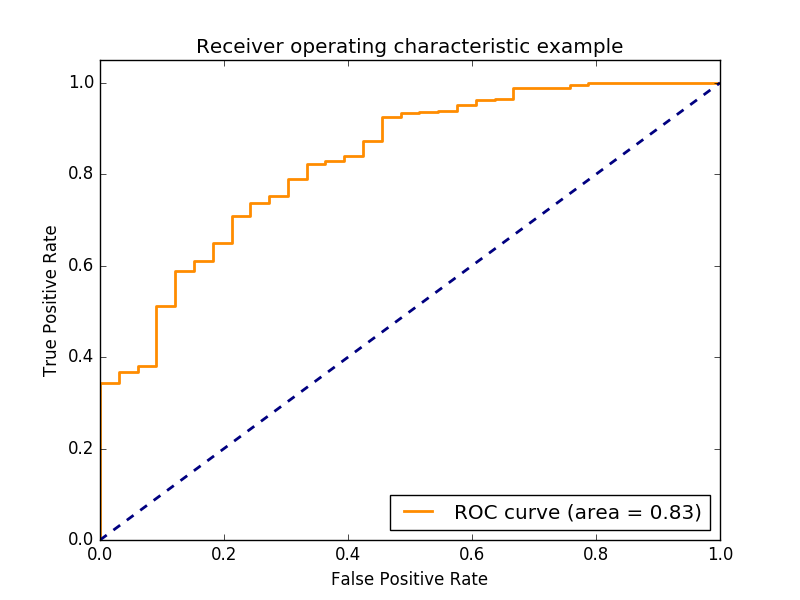 Receiver operating characteristic example
True Positive Rate
1.0
0.8
0.6
0.4
0.2
0.0
ROC curve (area = 0.83)
0.0 0.2 0.4 0.6 0.8 1.0
False Positive Rate